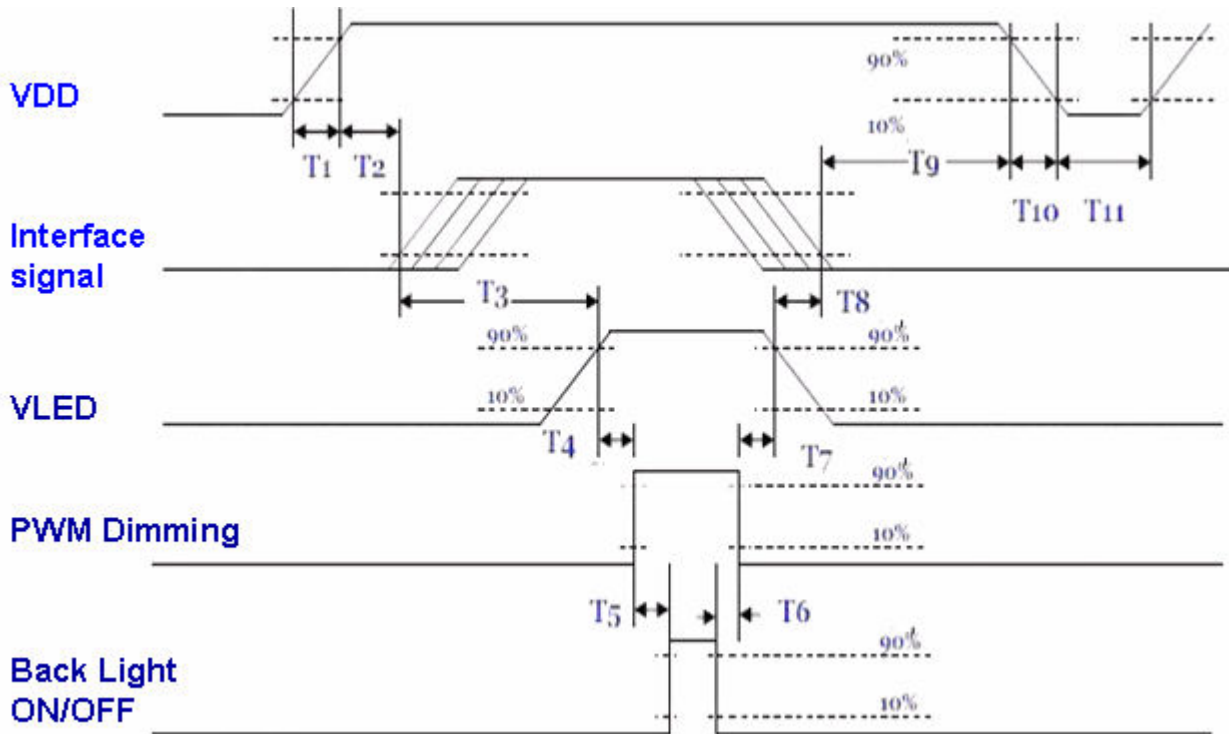 90%
VDD
10%
T1 T2 T9
T10 T11
Interface
signal
T3 T8
90% 90%
VLED
10% 10%
T4 T7
90%
PWM Dimming
10%
T5 T6
Back Light
ON/OFF
90%
10%